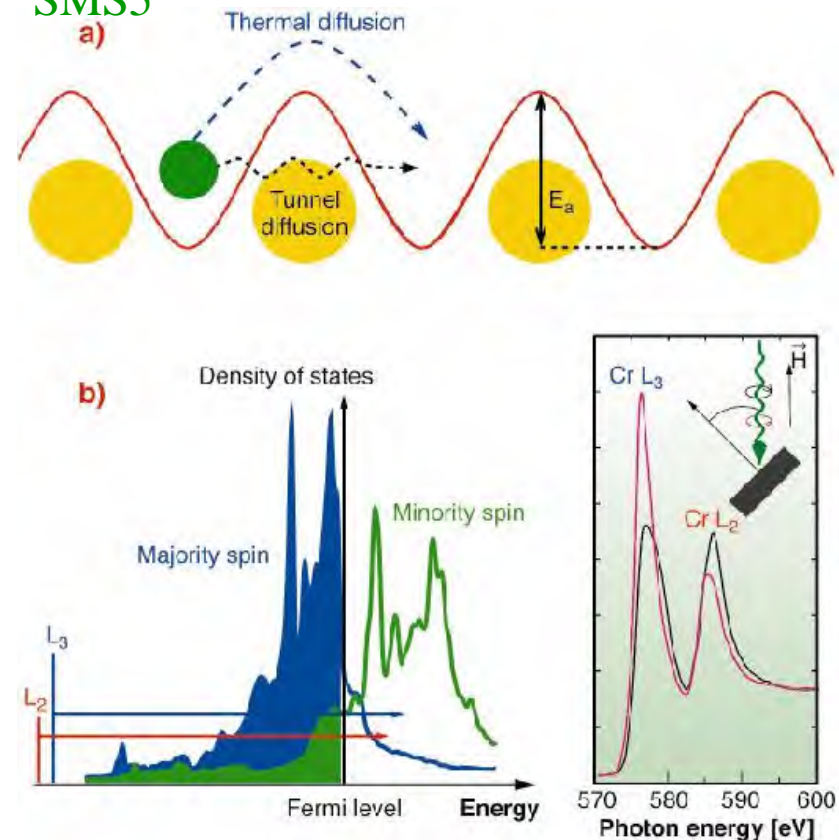 SMS5
a)
Thermal diffusion
Tunnel
diffusion
Ea
b)
Density of states
Majority spin
Minority spin
L3
L2
Fermi level
Energy
Cr L3
H
Cr L2
570 580 590 600
Photon energy [eV]